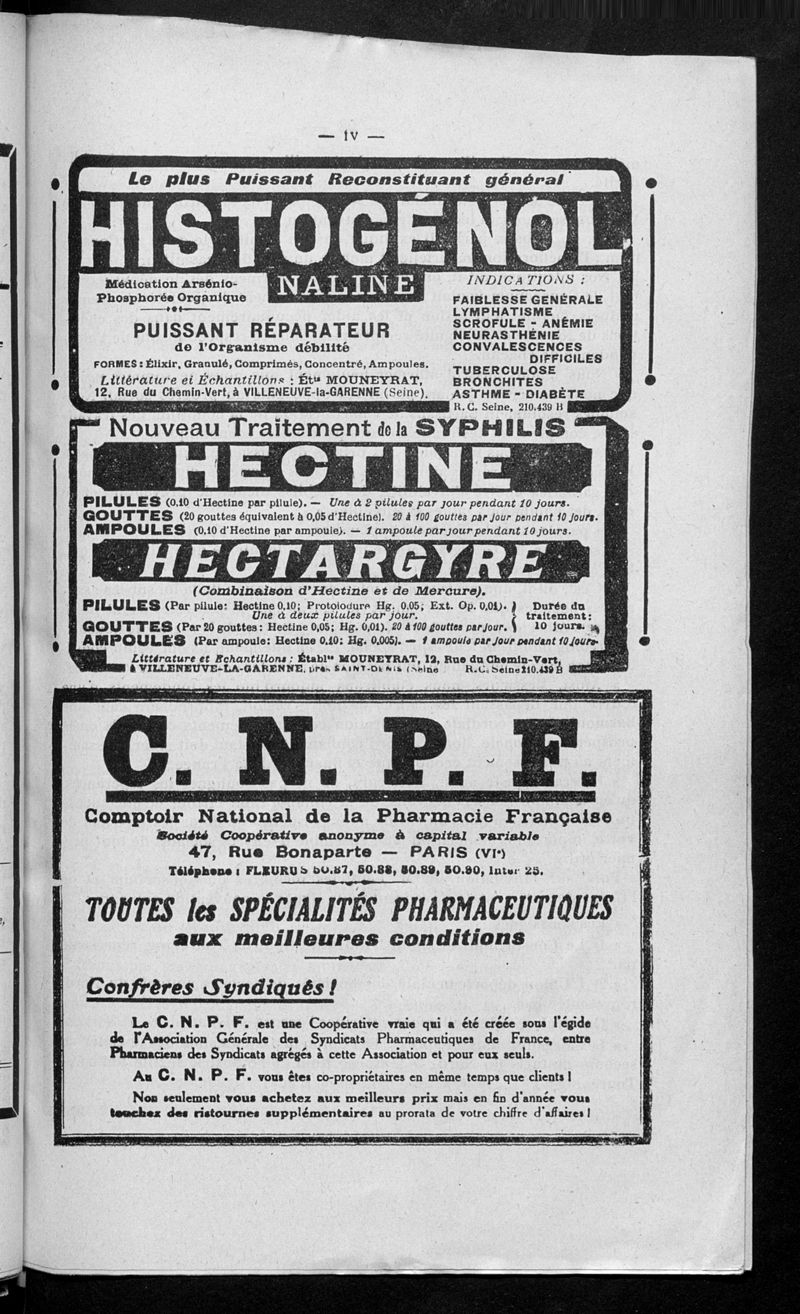 — IV —
Le plus Puissant Reconstituant général
HISTOGÉNOL
NALINE
Médication Arsénio-
Phosphorée Organique
PUISSANT RÉPARATEUR
de l'Organisme débilité
FORMES : Élixir, Granulé, Comprimés, Concentré, Ampoules.
Littérature et Échantillons : Étts MOUNEYRAT,
12, Rue du Chemin-Vert, à VILLENEUVE-la-GARENNE (Seine).
INDICATIONS :
FAIBLESSE GENÉRALE
LYMPHATISME
SCROFULE - ANÉMIE
NEURASTHÉNIE
CONVALESCENCES
DIFFICILES
TUBERCULOSE
BRONCHITES
ASTHME - DIABÈTE
R. C. Seine, 210.439 B
Nouveau Traitement de la SYPHILIS
HECTINE
PILULES (0.10 d'Hectine par pilule). — Une à 2 pilules par jour pendant 10 jours.
GOUTTES (20 gouttes équivalent à 0,05 d'Hectine). 20 à 100 gouttes par jour pendant 10 jours.
AMPOULES (0,10 d'Hectine par ampoule). — 1 ampoule par jour pendant 10 jours.
HECTARGYRE
(Combinaison d'Hectine et de Mercure).
PILULES (Par pilule: Hectine 0,10; Protoiodure Hg. 0,05; Ext. Op. 0,01).
Une à deux pilules par jour.
GOUTTES (Par 20 gouttes : Hectine 0,05; Hg. 0,01). 20 à 100 gouttes par jour.
Durée du
traitement :
10 jours.
AMPOULES (Par ampoule: Hectine 0,10; Hg. 0,005). — 1 ampoule par jour pendant 10 jours.
Littérature et Echantillons : Établts MOUNEYRAT, 12, Rue du Chemin-Vert,
à VILLENEUVE-LA-GARENNE, près SAINT-DENIS (Seine R.C. Seine 210.439 B
C. N. P. F.
Comptoir National de la Pharmacie Française
Société Coopérative anonyme à capital variable
47, Rue Bonaparte — PARIS (VIe)
Téléphone : FLEURUS 50.87, 50.88, 50.89, 50.90, Inter 25.
TOUTES les SPÉCIALITÉS PHARMACEUTIQUES
aux meilleures conditions
Confrères Syndiqués !
Le C. N. P. F. est une Coopérative vraie qui a été créée sous l'égide
de l'Association Générale des Syndicats Pharmaceutiques de France, entre
Pharmaciens des Syndicats agrégés à cette Association et pour eux seuls.
Au C. N. P. F. vous êtes co-propriétaires en même temps que clients !
Non seulement vous achetez aux meilleurs prix mais en fin d'année vous
touchez des ristournes supplémentaires au prorata de votre chiffre d'affaires !